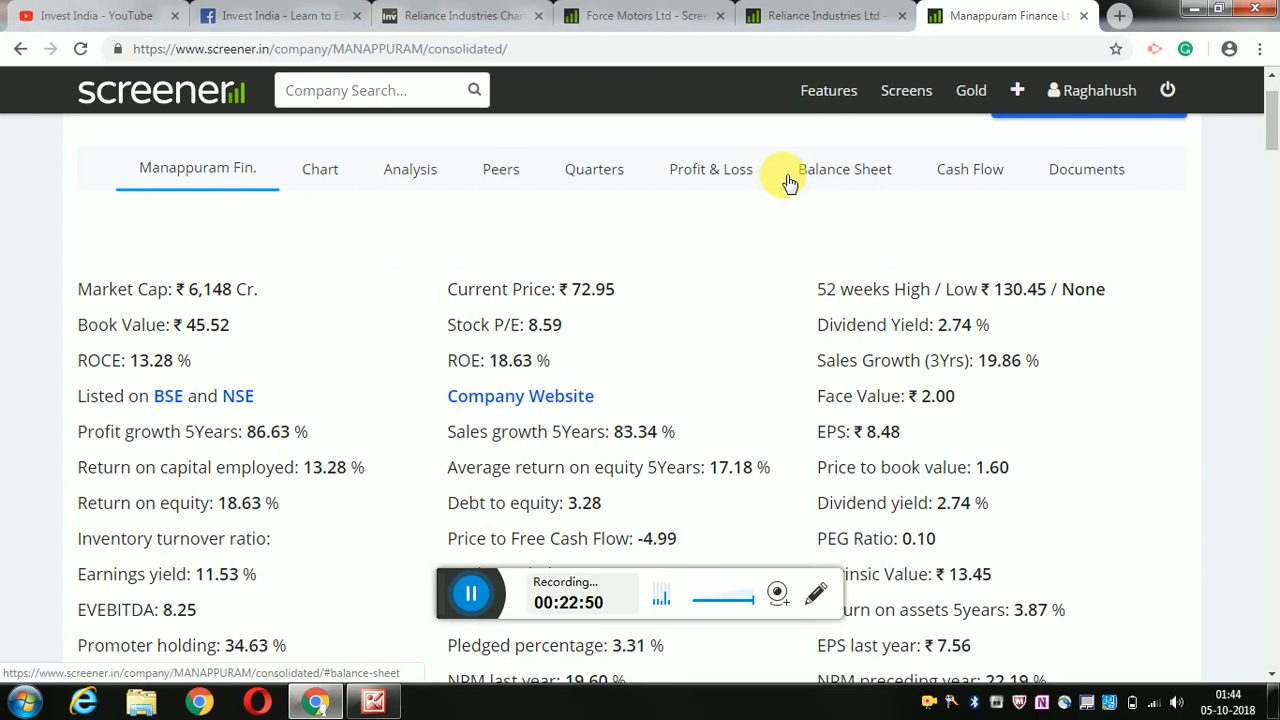 Invest India - YouTube
Invest India - Learn to E
Reliance Industries
Force Motors Ltd - Scre
Reliance Industries Ltd -
Manappuram Finance Lt
https://www.screener.in/company/MANAPPURAM/consolidated/
screener
Company Search...
Features
Screens
Gold
Raghahush
Manappuram Fin.
Chart
Analysis
Peers
Quarters
Profit & Loss
Balance Sheet
Cash Flow
Documents
Market Cap: ₹ 6,148 Cr.
Current Price: ₹ 72.95
52 weeks High / Low ₹ 130.45 / None
Book Value: ₹ 45.52
Stock P/E: 8.59
Dividend Yield: 2.74 %
ROCE: 13.28 %
ROE: 18.63 %
Sales Growth (3Yrs): 19.86 %
Listed on BSE and NSE
Company Website
Face Value: ₹ 2.00
Profit growth 5Years: 86.63 %
Sales growth 5Years: 83.34 %
EPS: ₹ 8.48
Return on capital employed: 13.28 %
Average return on equity 5Years: 17.18 %
Price to book value: 1.60
Return on equity: 18.63 %
Debt to equity: 3.28
Dividend yield: 2.74 %
Inventory turnover ratio:
Price to Free Cash Flow: -4.99
PEG Ratio: 0.10
Earnings yield: 11.53 %
Recording...
00:22:50
Value: ₹ 13.45
EVEBITDA: 8.25
on assets 5years: 3.87 %
Promoter holding: 34.63 %
Pledged percentage: 3.31 %
EPS last year: ₹ 7.56
NPM last year: 19.60 %
NPM preceding year: 22.19 %
https://www.screener.in/company/MANAPPURAM/consolidated/#balance-sheet
01:44
05-10-2018